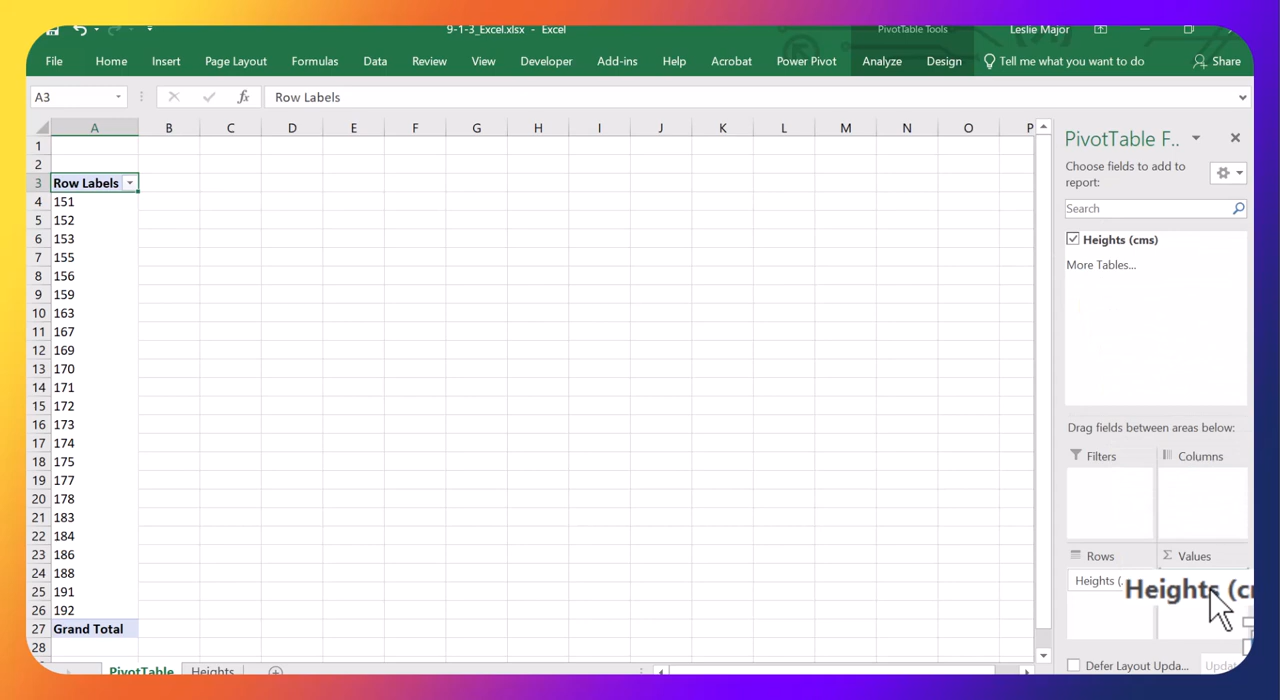 9-1-3_Excel.xlsx - Excel PivotTable Tools Leslie Major
File Home Insert Page Layout Formulas Data Review View Developer Add-ins Help Acrobat Power Pivot Analyze Design Tell me what you want to do Share
A3 fx Row Labels
A B C D E F G H I J K L M N O P
1
2
3 Row Labels
4 151
5 152
6 153
7 155
8 156
9 159
10 163
11 167
12 169
13 170
14 171
15 172
16 173
17 174
18 175
19 177
20 178
21 183
22 184
23 186
24 188
25 191
26 192
27 Grand Total
28
PivotTable Heights
PivotTable F..
Choose fields to add to
report:
Search
Heights (cms)
More Tables...
Drag fields between areas below:
Filters Columns
Rows Σ Values
Heights (.
Heights (cm
Defer Layout Upda... Updat